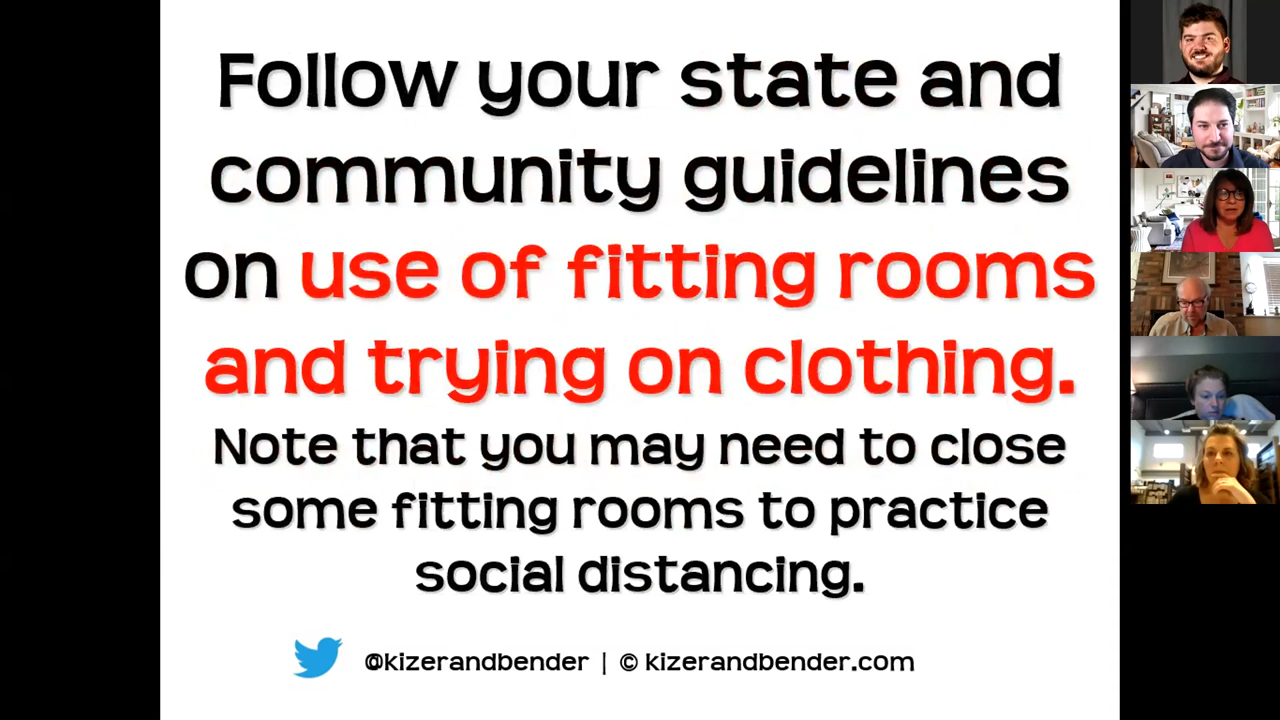 Follow your state and
community guidelines
on use of fitting rooms
and trying on clothing.
Note that you may need to close
some fitting rooms to practice
social distancing.
@kizerandbender | © kizerandbender.com